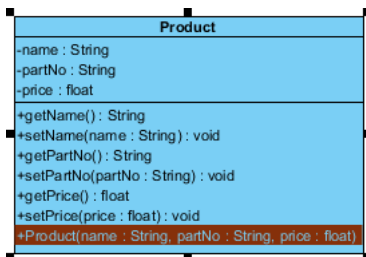 Product
-name : String
-partNo : String
-price : float
+getName() : String
+setName(name : String) : void
+getPartNo() : String
+setPartNo(partNo : String) : void
+getPrice() : float
+setPrice(price : float) : void
+Product(name : String, partNo : String, price : float)